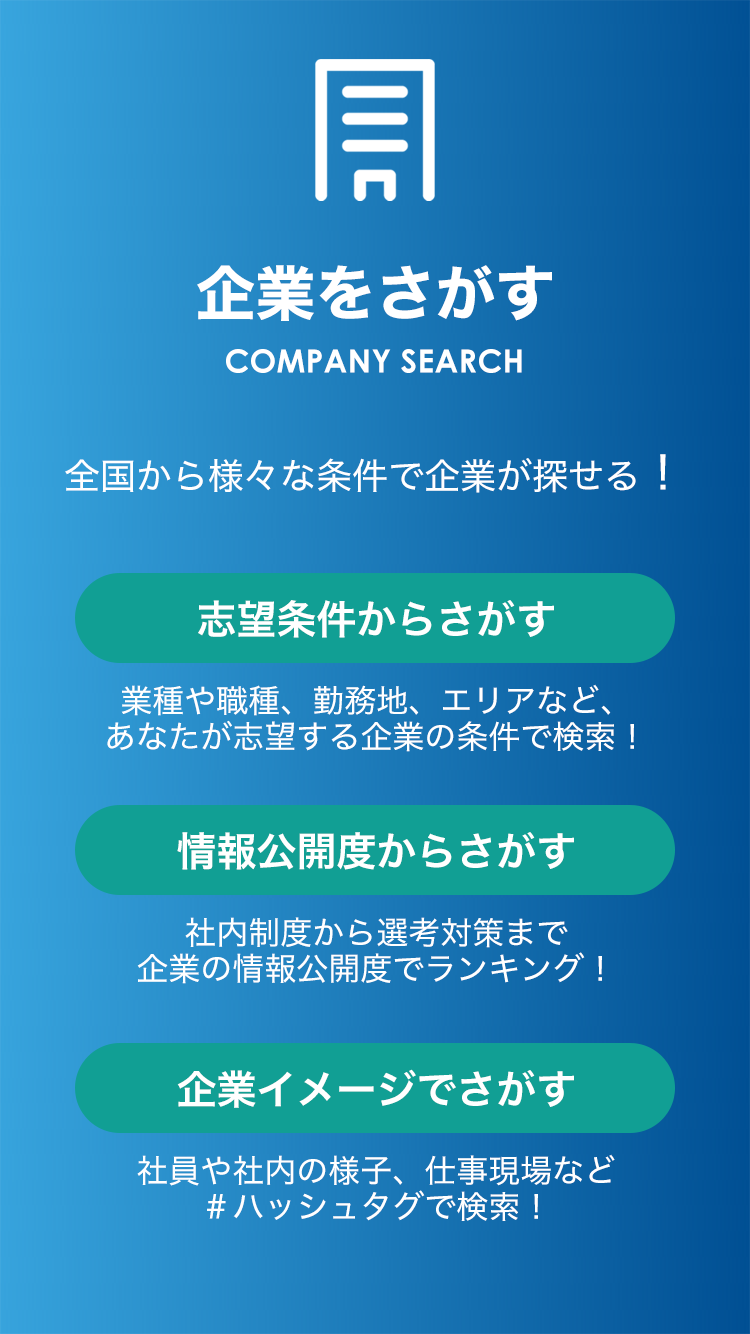 企業をさがす
COMPANY SEARCH
全国から様々な条件で企業が探せる！
志望条件からさがす
業種や職種、勤務地、エリアなど、
あなたが志望する企業の条件で検索！
情報公開度からさがす
社内制度から選考対策まで
企業の情報公開度でランキング！
企業イメージでさがす
社員や社内の様子、仕事現場など
＃ハッシュタグで検索！